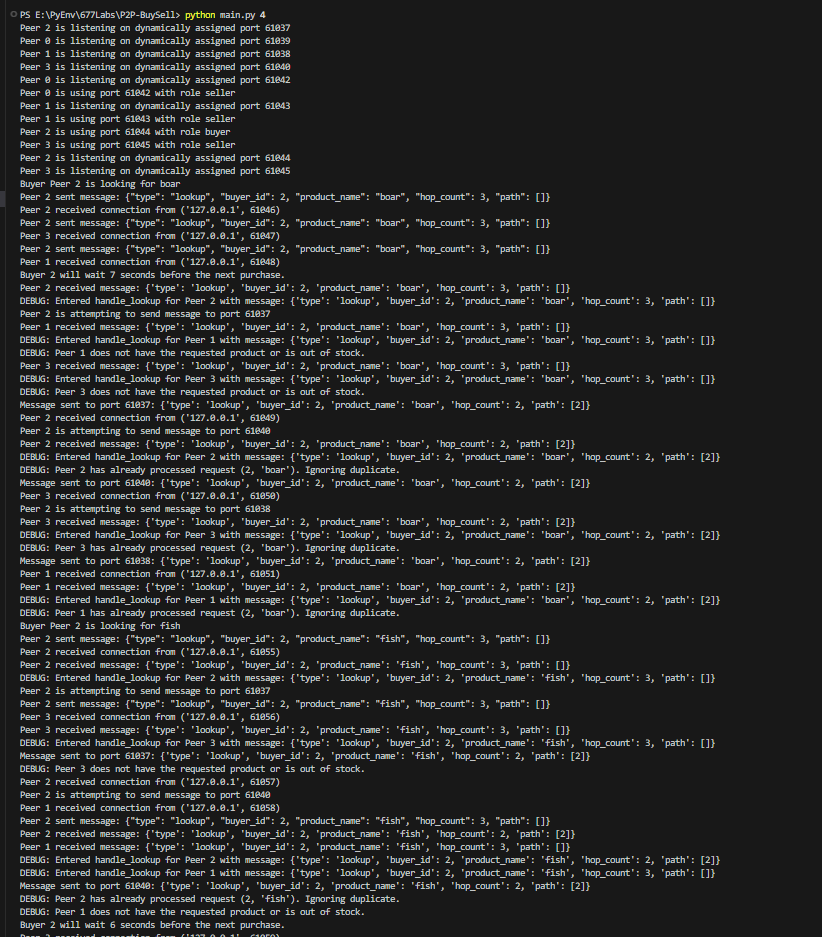 PS E:\PyEnv\677Labs\P2P-BuySell> python main.py 4
Peer 2 is listening on dynamically assigned port 61037
Peer 0 is listening on dynamically assigned port 61039
Peer 1 is listening on dynamically assigned port 61038
Peer 3 is listening on dynamically assigned port 61040
Peer 0 is listening on dynamically assigned port 61042
Peer 0 is using port 61042 with role seller
Peer 1 is listening on dynamically assigned port 61043
Peer 1 is using port 61043 with role seller
Peer 2 is using port 61044 with role buyer
Peer 3 is using port 61045 with role seller
Peer 2 is listening on dynamically assigned port 61044
Peer 3 is listening on dynamically assigned port 61045
Buyer Peer 2 is looking for boar
Peer 2 sent message: {"type": "lookup", "buyer_id": 2, "product_name": "boar", "hop_count": 3, "path": []}
Peer 2 received connection from ('127.0.0.1', 61046)
Peer 2 sent message: {"type": "lookup", "buyer_id": 2, "product_name": "boar", "hop_count": 3, "path": []}
Peer 3 received connection from ('127.0.0.1', 61047)
Peer 2 sent message: {"type": "lookup", "buyer_id": 2, "product_name": "boar", "hop_count": 3, "path": []}
Peer 1 received connection from ('127.0.0.1', 61048)
Buyer 2 will wait 7 seconds before the next purchase.
Peer 2 received message: {'type': 'lookup', 'buyer_id': 2, 'product_name': 'boar', 'hop_count': 3, 'path': []}
DEBUG: Entered handle_lookup for Peer 2 with message: {'type': 'lookup', 'buyer_id': 2, 'product_name': 'boar', 'hop_count': 3, 'path': []}
Peer 2 is attempting to send message to port 61037
Peer 1 received message: {'type': 'lookup', 'buyer_id': 2, 'product_name': 'boar', 'hop_count': 3, 'path': []}
DEBUG: Entered handle_lookup for Peer 1 with message: {'type': 'lookup', 'buyer_id': 2, 'product_name': 'boar', 'hop_count': 3, 'path': []}
DEBUG: Peer 1 does not have the requested product or is out of stock.
Peer 3 received message: {'type': 'lookup', 'buyer_id': 2, 'product_name': 'boar', 'hop_count': 3, 'path': []}
DEBUG: Entered handle_lookup for Peer 3 with message: {'type': 'lookup', 'buyer_id': 2, 'product_name': 'boar', 'hop_count': 3, 'path': []}
DEBUG: Peer 3 does not have the requested product or is out of stock.
Message sent to port 61037: {'type': 'lookup', 'buyer_id': 2, 'product_name': 'boar', 'hop_count': 2, 'path': [2]}
Peer 2 received connection from ('127.0.0.1', 61049)
Peer 2 is attempting to send message to port 61040
Peer 2 received message: {'type': 'lookup', 'buyer_id': 2, 'product_name': 'boar', 'hop_count': 2, 'path': [2]}
DEBUG: Entered handle_lookup for Peer 2 with message: {'type': 'lookup', 'buyer_id': 2, 'product_name': 'boar', 'hop_count': 2, 'path': [2]}
DEBUG: Peer 2 has already processed request (2, 'boar'). Ignoring duplicate.
Message sent to port 61040: {'type': 'lookup', 'buyer_id': 2, 'product_name': 'boar', 'hop_count': 2, 'path': [2]}
Peer 3 received connection from ('127.0.0.1', 61050)
Peer 2 is attempting to send message to port 61038
Peer 3 received message: {'type': 'lookup', 'buyer_id': 2, 'product_name': 'boar', 'hop_count': 2, 'path': [2]}
DEBUG: Entered handle_lookup for Peer 3 with message: {'type': 'lookup', 'buyer_id': 2, 'product_name': 'boar', 'hop_count': 2, 'path': [2]}
DEBUG: Peer 3 has already processed request (2, 'boar'). Ignoring duplicate.
Message sent to port 61038: {'type': 'lookup', 'buyer_id': 2, 'product_name': 'boar', 'hop_count': 2, 'path': [2]}
Peer 1 received connection from ('127.0.0.1', 61051)
Peer 1 received message: {'type': 'lookup', 'buyer_id': 2, 'product_name': 'boar', 'hop_count': 2, 'path': [2]}
DEBUG: Entered handle_lookup for Peer 1 with message: {'type': 'lookup', 'buyer_id': 2, 'product_name': 'boar', 'hop_count': 2, 'path': [2]}
DEBUG: Peer 1 has already processed request (2, 'boar'). Ignoring duplicate.
Buyer Peer 2 is looking for fish
Peer 2 sent message: {"type": "lookup", "buyer_id": 2, "product_name": "fish", "hop_count": 3, "path": []}
Peer 2 received connection from ('127.0.0.1', 61055)
Peer 2 received message: {'type': 'lookup', 'buyer_id': 2, 'product_name': 'fish', 'hop_count': 3, 'path': []}
DEBUG: Entered handle_lookup for Peer 2 with message: {'type': 'lookup', 'buyer_id': 2, 'product_name': 'fish', 'hop_count': 3, 'path': []}
Peer 2 is attempting to send message to port 61037
Peer 2 sent message: {"type": "lookup", "buyer_id": 2, "product_name": "fish", "hop_count": 3, "path": []}
Peer 3 received connection from ('127.0.0.1', 61056)
Peer 3 received message: {'type': 'lookup', 'buyer_id': 2, 'product_name': 'fish', 'hop_count': 3, 'path': []}
DEBUG: Entered handle_lookup for Peer 3 with message: {'type': 'lookup', 'buyer_id': 2, 'product_name': 'fish', 'hop_count': 3, 'path': []}
Message sent to port 61037: {'type': 'lookup', 'buyer_id': 2, 'product_name': 'fish', 'hop_count': 2, 'path': [2]}
DEBUG: Peer 3 does not have the requested product or is out of stock.
Peer 2 received connection from ('127.0.0.1', 61057)
Peer 2 is attempting to send message to port 61040
Peer 1 received connection from ('127.0.0.1', 61058)
Peer 2 sent message: {"type": "lookup", "buyer_id": 2, "product_name": "fish", "hop_count": 3, "path": []}
Peer 2 received message: {'type': 'lookup', 'buyer_id': 2, 'product_name': 'fish', 'hop_count': 2, 'path': [2]}
Peer 1 received message: {'type': 'lookup', 'buyer_id': 2, 'product_name': 'fish', 'hop_count': 3, 'path': []}
DEBUG: Entered handle_lookup for Peer 2 with message: {'type': 'lookup', 'buyer_id': 2, 'product_name': 'fish', 'hop_count': 2, 'path': [2]}
DEBUG: Entered handle_lookup for Peer 1 with message: {'type': 'lookup', 'buyer_id': 2, 'product_name': 'fish', 'hop_count': 3, 'path': []}
Message sent to port 61040: {'type': 'lookup', 'buyer_id': 2, 'product_name': 'fish', 'hop_count': 2, 'path': [2]}
DEBUG: Peer 2 has already processed request (2, 'fish'). Ignoring duplicate.
DEBUG: Peer 1 does not have the requested product or is out of stock.
Buyer 2 will wait 6 seconds before the next purchase.